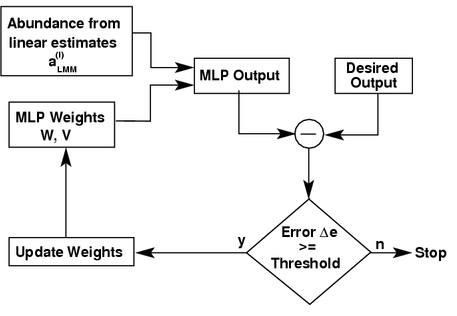 Abundance from
linear estimates
a(l)LMM
MLP Output
Desired
Output
MLP Weights
W, V
−
Error Δe
>=
Threshold
y
n
Stop
Update Weights